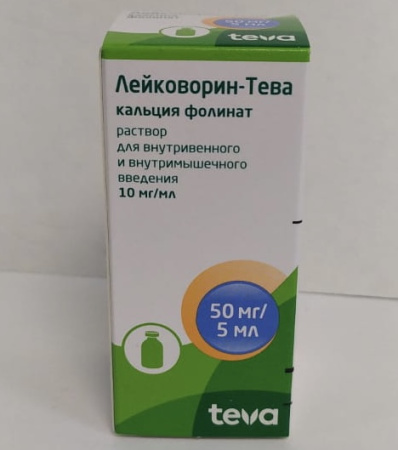 50 мг/
5 мл
teva
Лейковорин-Тева
кальция фолинат
раствор
для внутривенного
и внутримышечного
введения
10 мг/мл
50 мг/
5 мл
teva